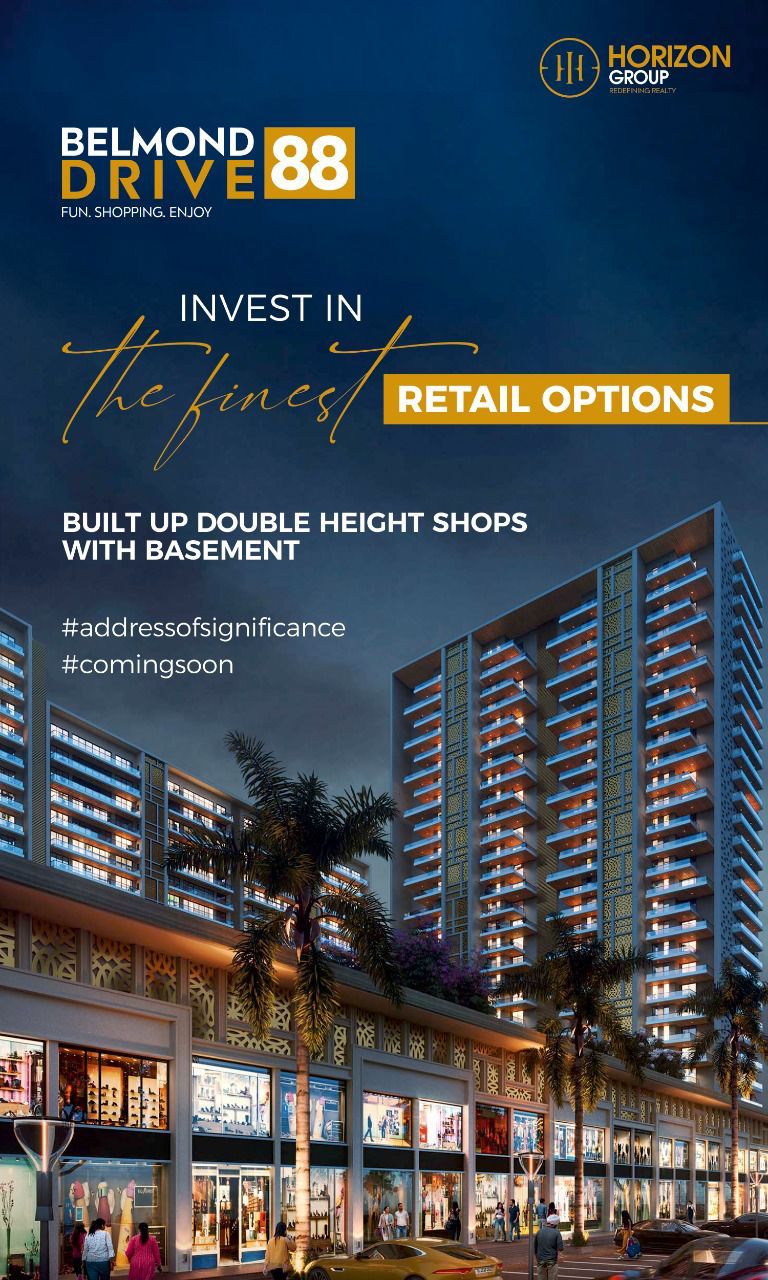 HORIZON
GROUP
REDEFINING REALTY
BELMOND
DRIVE 88
FUN. SHOPPING. ENJOY
INVEST IN
the finest RETAIL OPTIONS
BUILT UP DOUBLE HEIGHT SHOPS
WITH BASEMENT
#addressofsignificance
#comingsoon